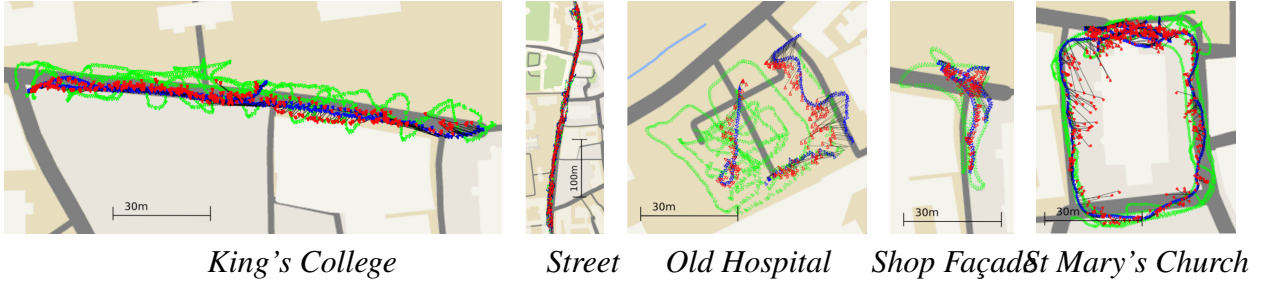 30m
100m
30m
30m
30m
King's College
Street
Old Hospital
Shop Façade
St Mary's Church